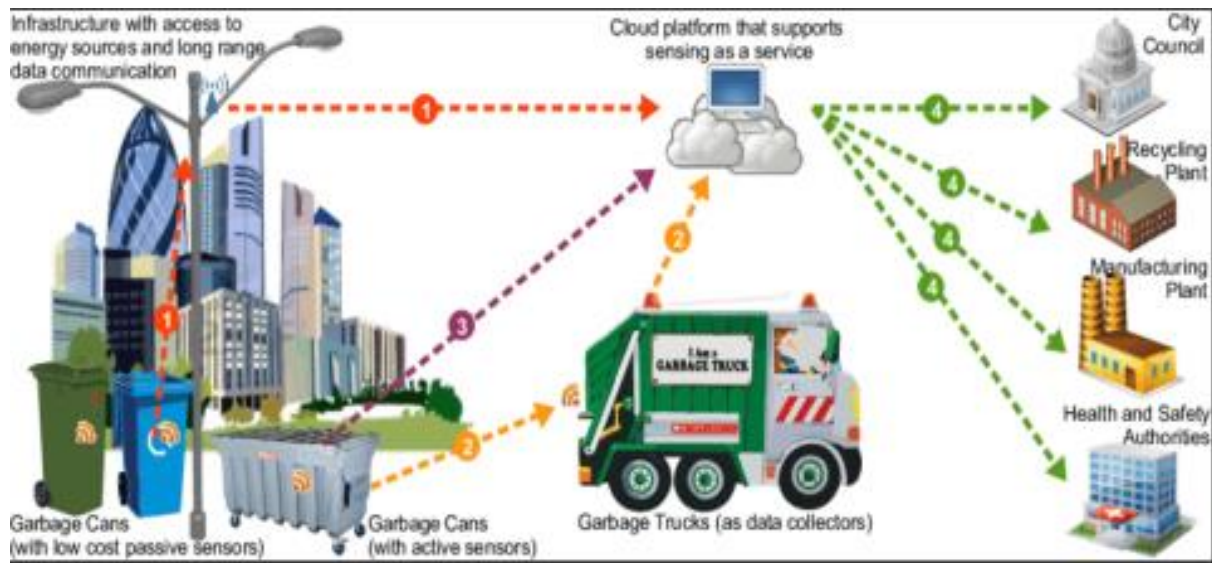 Infrastructure with access to
energy sources and long range
data communication
Cloud platform that supports
sensing as a service
City
Council
1
4
Recycling
Plant
4
2
4
Manufacturing
Plant
4
1
3
I Am a
GARBAGE TRUCK
2
Health and Safety
Authorities
Garbage Cans
(with low cost passive sensors)
Garbage Cans
(with active sensors)
Garbage Trucks (as data collectors)